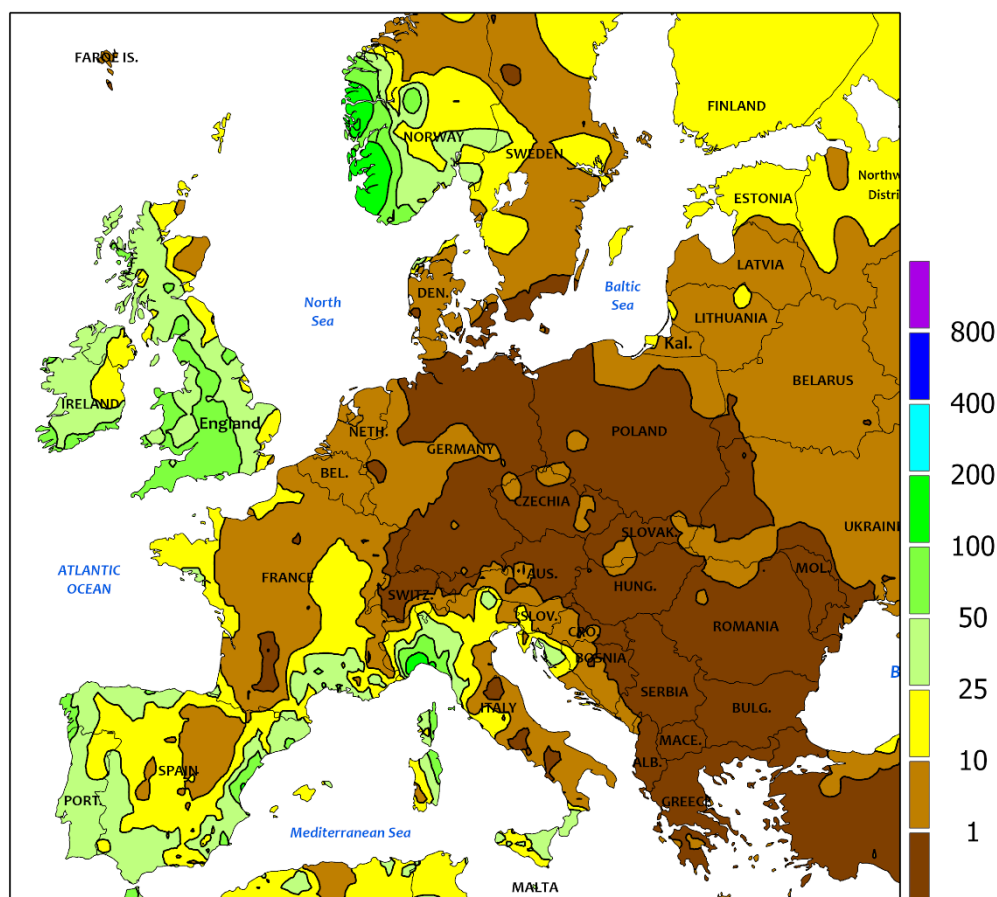 FAROE IS.
FINLAND
NORWAY
SWEDEN
Northw
Distri
ESTONIA
LATVIA
DEN.
North
Sea
Baltic
Sea
LITHUANIA
Kal.
800
BELARUS
IRELAND
England
NETH.
400
GERMANY
POLAND
BEL.
200
CZECHIA
UKRAINE
SLOVAK.
100
ATLANTIC
OCEAN
FRANCE
AUS.
MOL.
SWITZ.
HUNG.
SLOV.
ROMANIA
50
CRO.
BOSNIA
B
25
SERBIA
ITALY
BULG.
MACE.
10
SPAIN
ALB.
PORT.
GREECE
Mediterranean Sea
1
MALTA